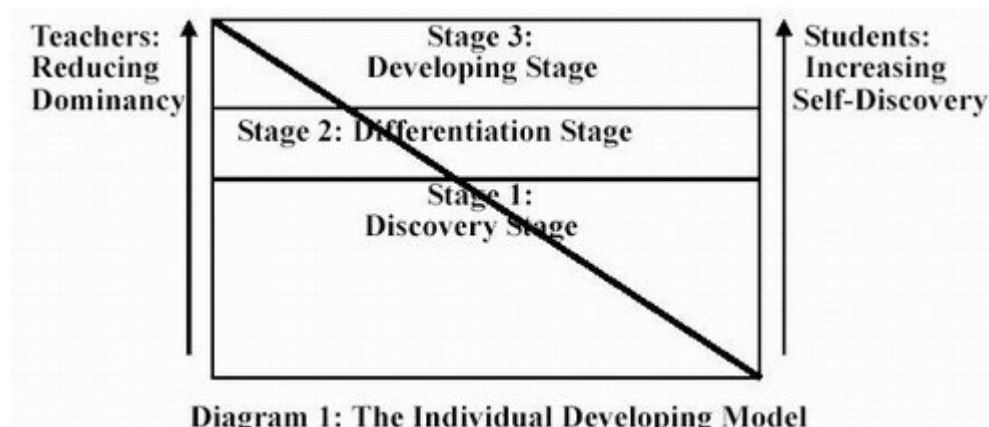 Teachers:
Reducing
Dominancy
Stage 3:
Developing Stage
Students:
Increasing
Self-Discovery
Stage 2: Differentiation Stage
Stage 1:
Discovery Stage
Diagram 1: The Individual Developing Model